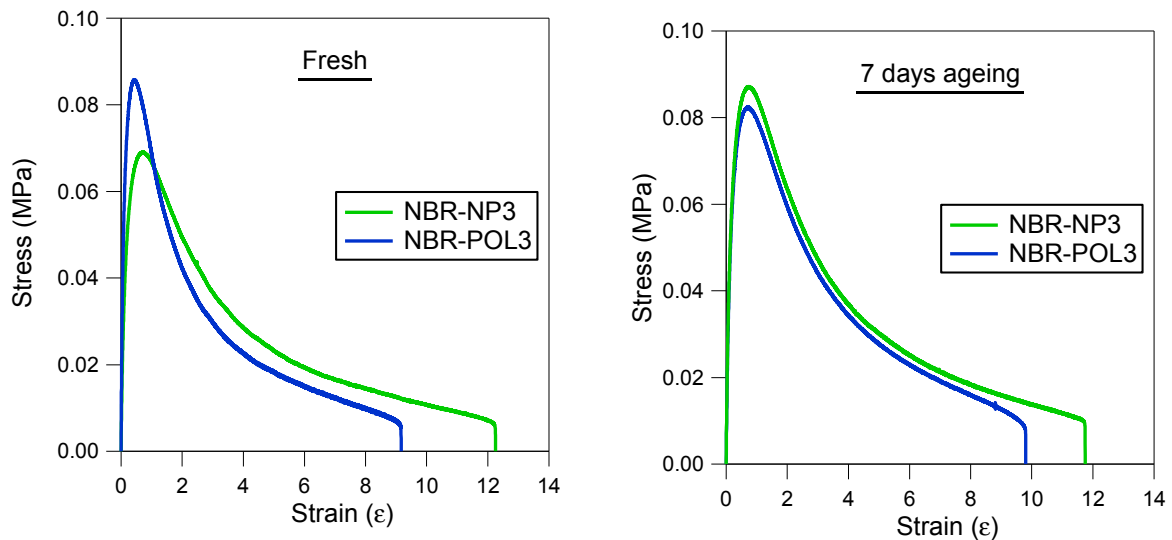 0.10
Fresh
0.08
0.06
NBR-NP3
NBR-POL3
0.04
0.02
0.00
Stress (MPa)
0 2 4 6 8 10 12 14
Strain (ε)
0.10
7 days ageing
0.08
0.06
NBR-NP3
NBR-POL3
0.04
0.02
0.00
Stress (MPa)
0 2 4 6 8 10 12 14
Strain (ε)